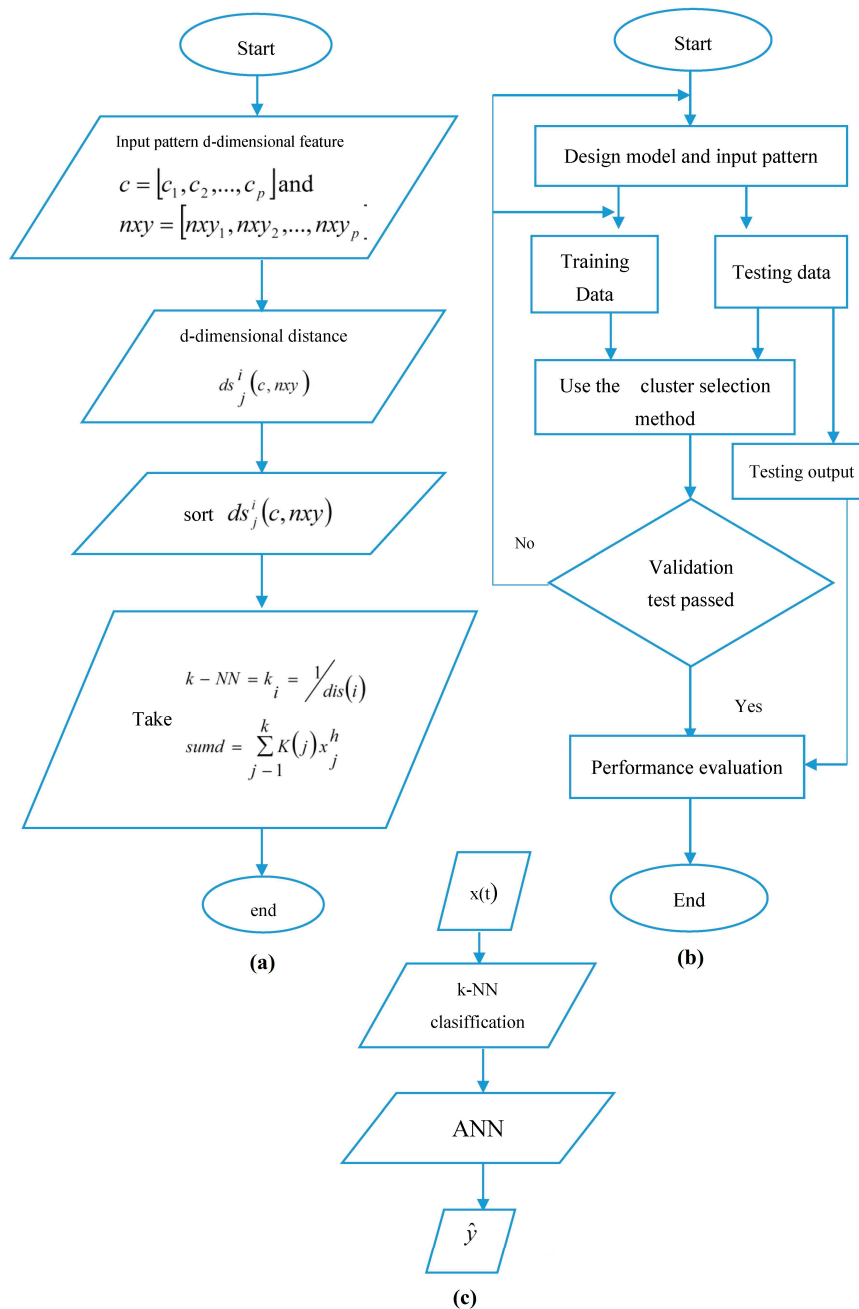 Start
Input pattern d-dimensional feature
c = [c₁, c₂, ..., cₚ] and
nxy = [nxy₁, nxy₂, ..., nxyₚ]
d-dimensional distance
ds^i_j (c, nxy)
sort ds^i_j (c, nxy)
Take
k − NN = k_i = 1/dis(i)
sumd = ∑_{j−1}^{k} K(j) x^h_j
end
(a)
Start
Design model and input pattern
Training
Data
Testing data
Use the cluster selection
method
Testing output
No
Validation
test passed
Yes
Performance evaluation
End
(b)
x(t)
k-NN
clasiffication
ANN
ŷ
(c)